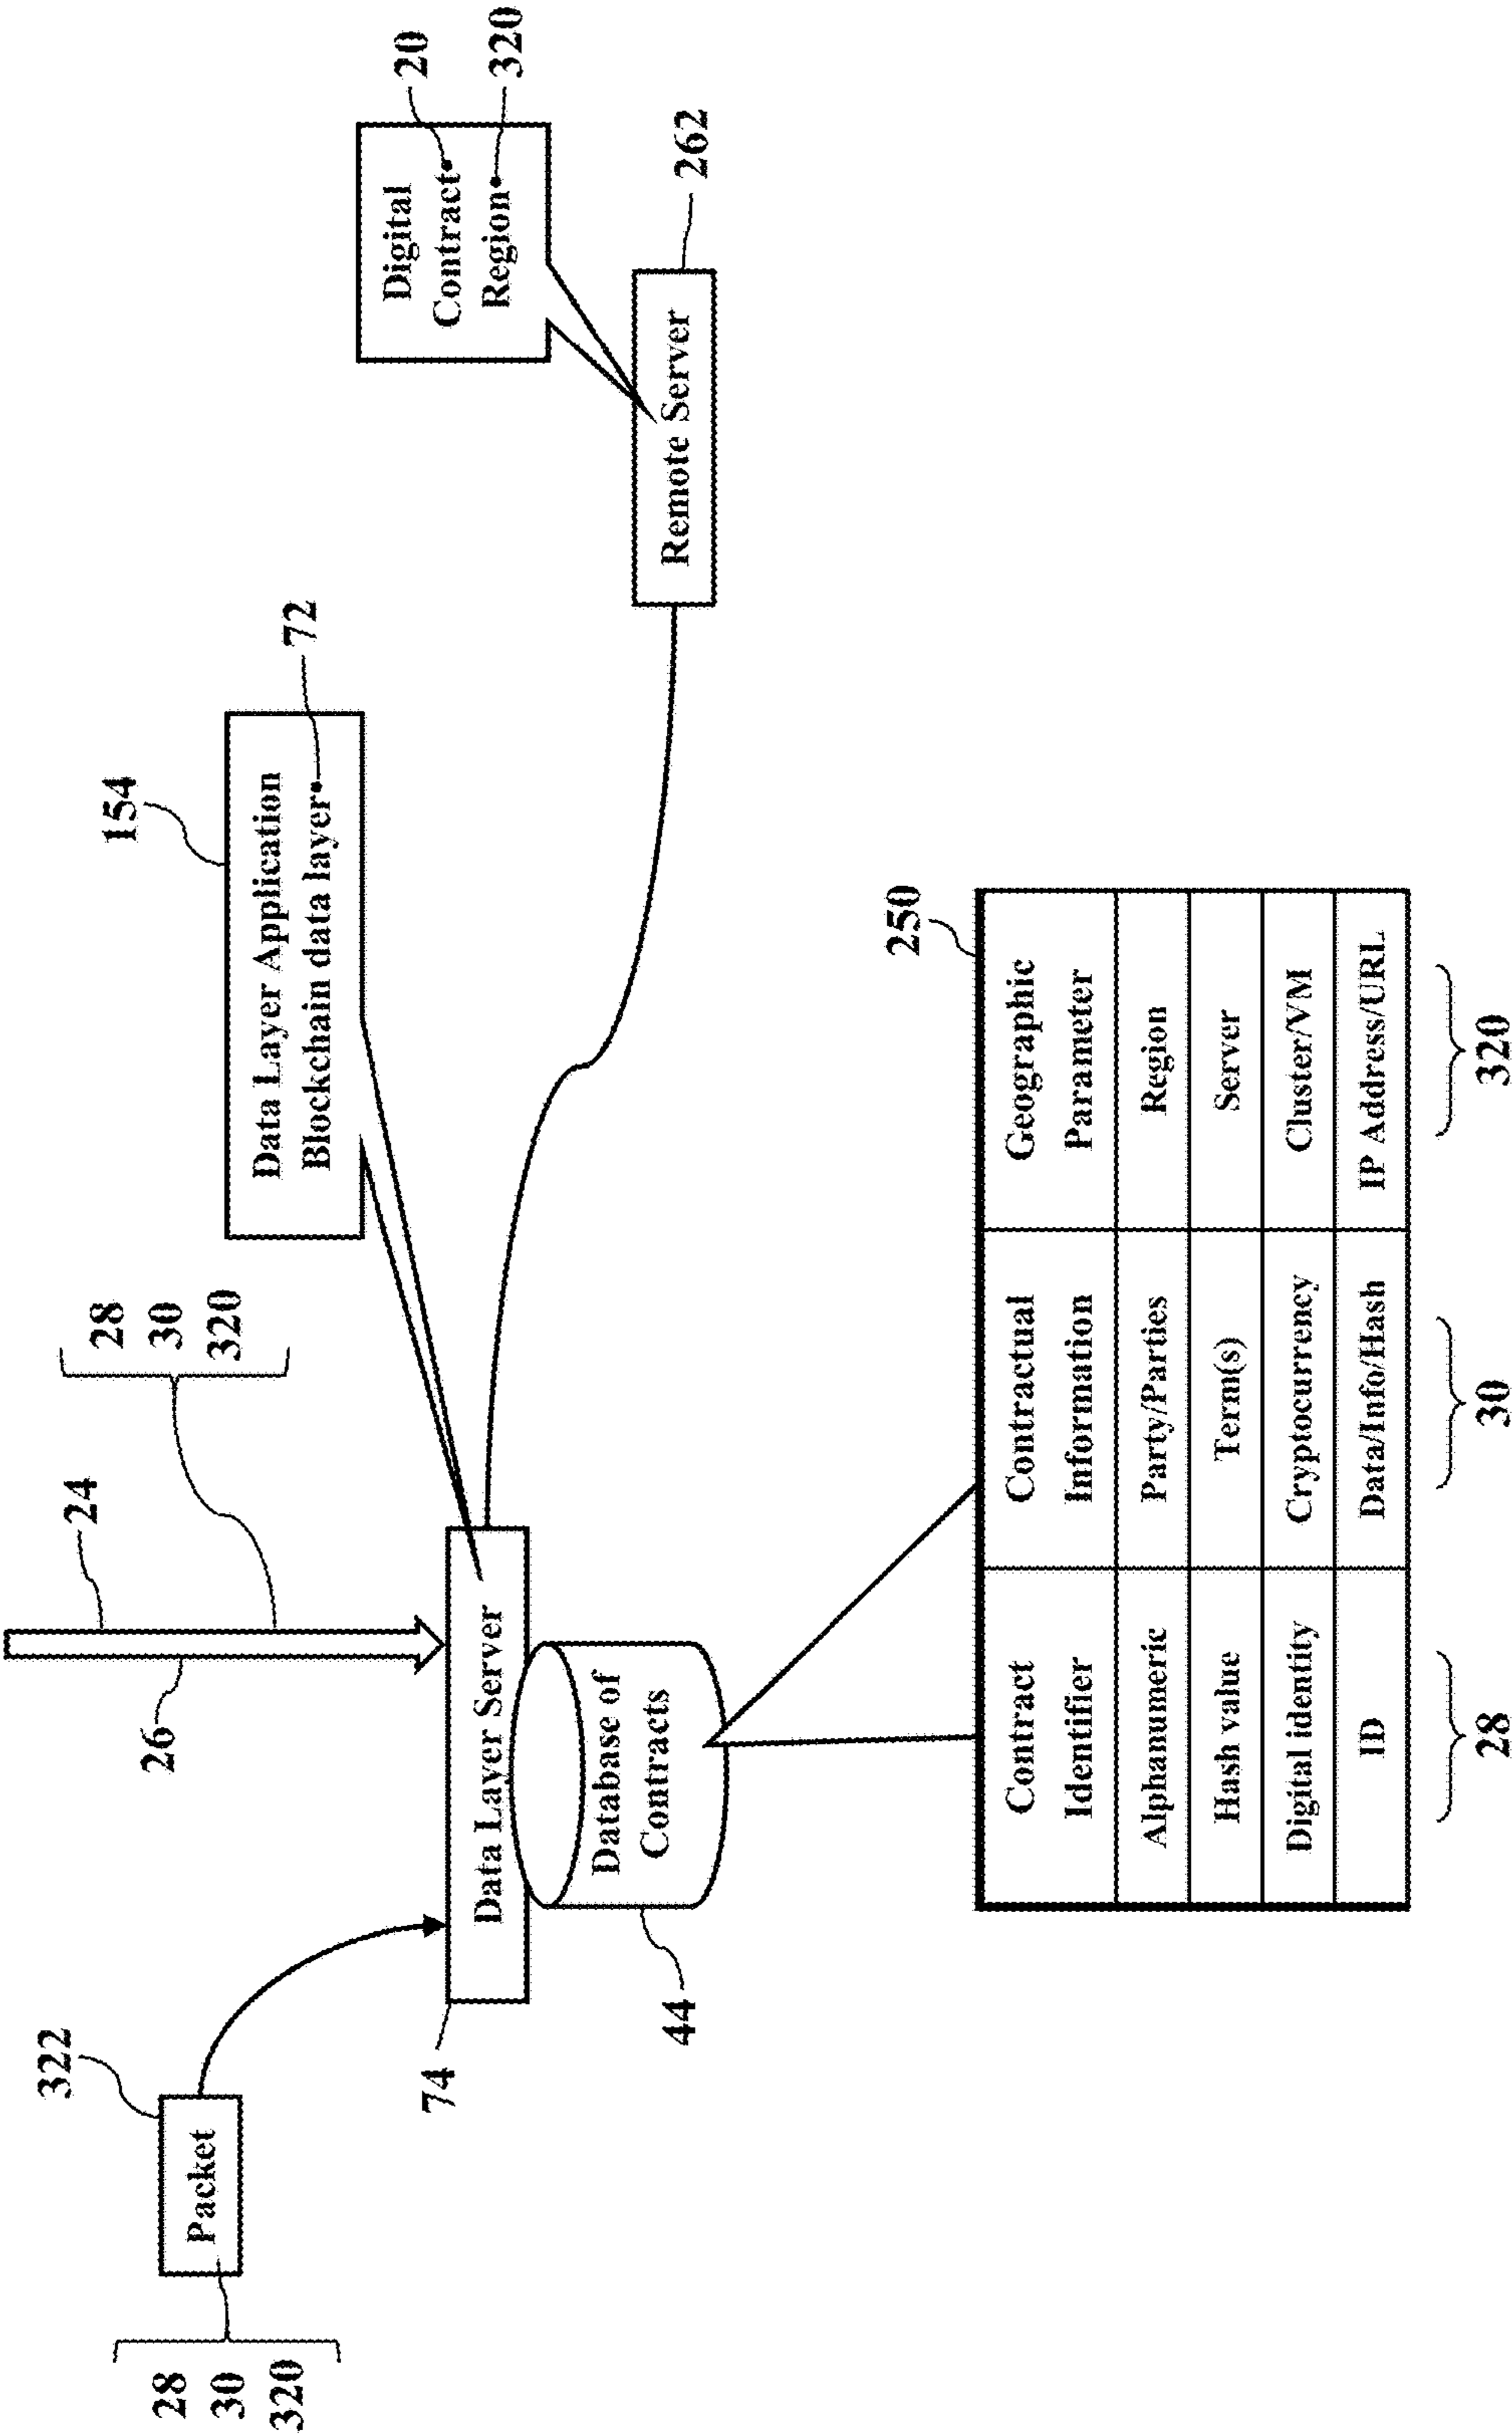 24
26
28
30
320
154
Data Layer Application
Blockchain data layer
72
Digital
Contract
Region
20
320
322
Packet
28
30
320
74
Data Layer Server
Database of
Contracts
44
Remote Server
262
250
Contract
Identifier
Contractual
Information
Geographic
Parameter
Alphanumeric
Party/Parties
Region
Hash value
Term(s)
Server
Digital identity
Cryptocurrency
Cluster/VM
ID
Data/Info/Hash
IP Address/URL
28
30
320